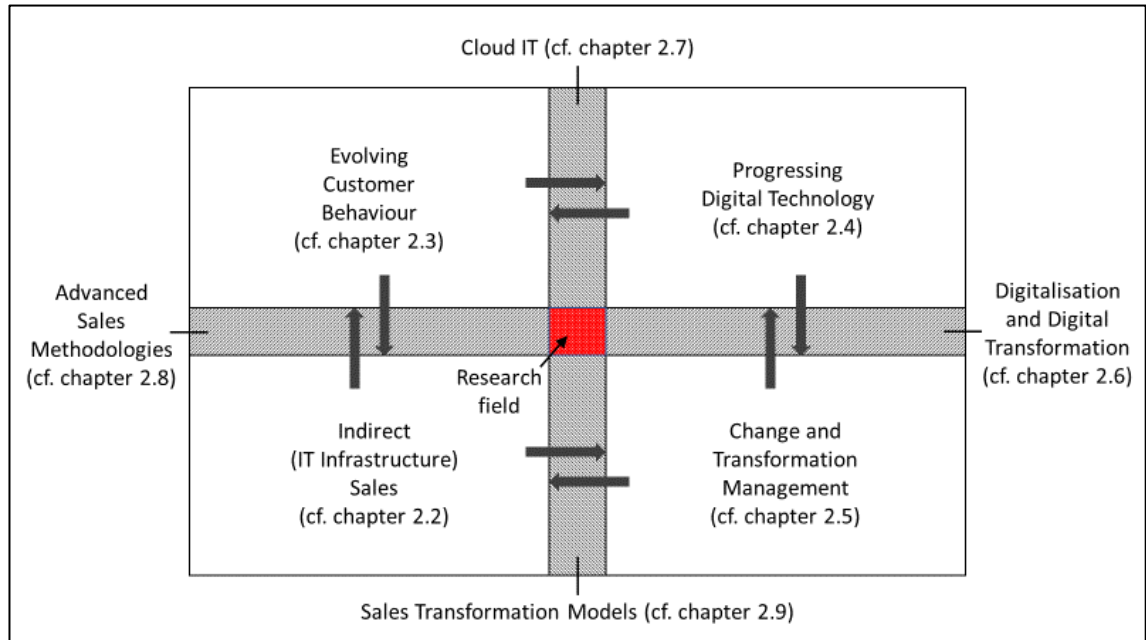 Cloud IT (cf. chapter 2.7)
Evolving
Customer
Behaviour
(cf. chapter 2.3)
Progressing
Digital Technology
(cf. chapter 2.4)
Advanced
Sales
Methodologies
(cf. chapter 2.8)
Research
field
Digitalisation
and Digital
Transformation
(cf. chapter 2.6)
Indirect
(IT Infrastructure)
Sales
(cf. chapter 2.2)
Change and
Transformation
Management
(cf. chapter 2.5)
Sales Transformation Models (cf. chapter 2.9)